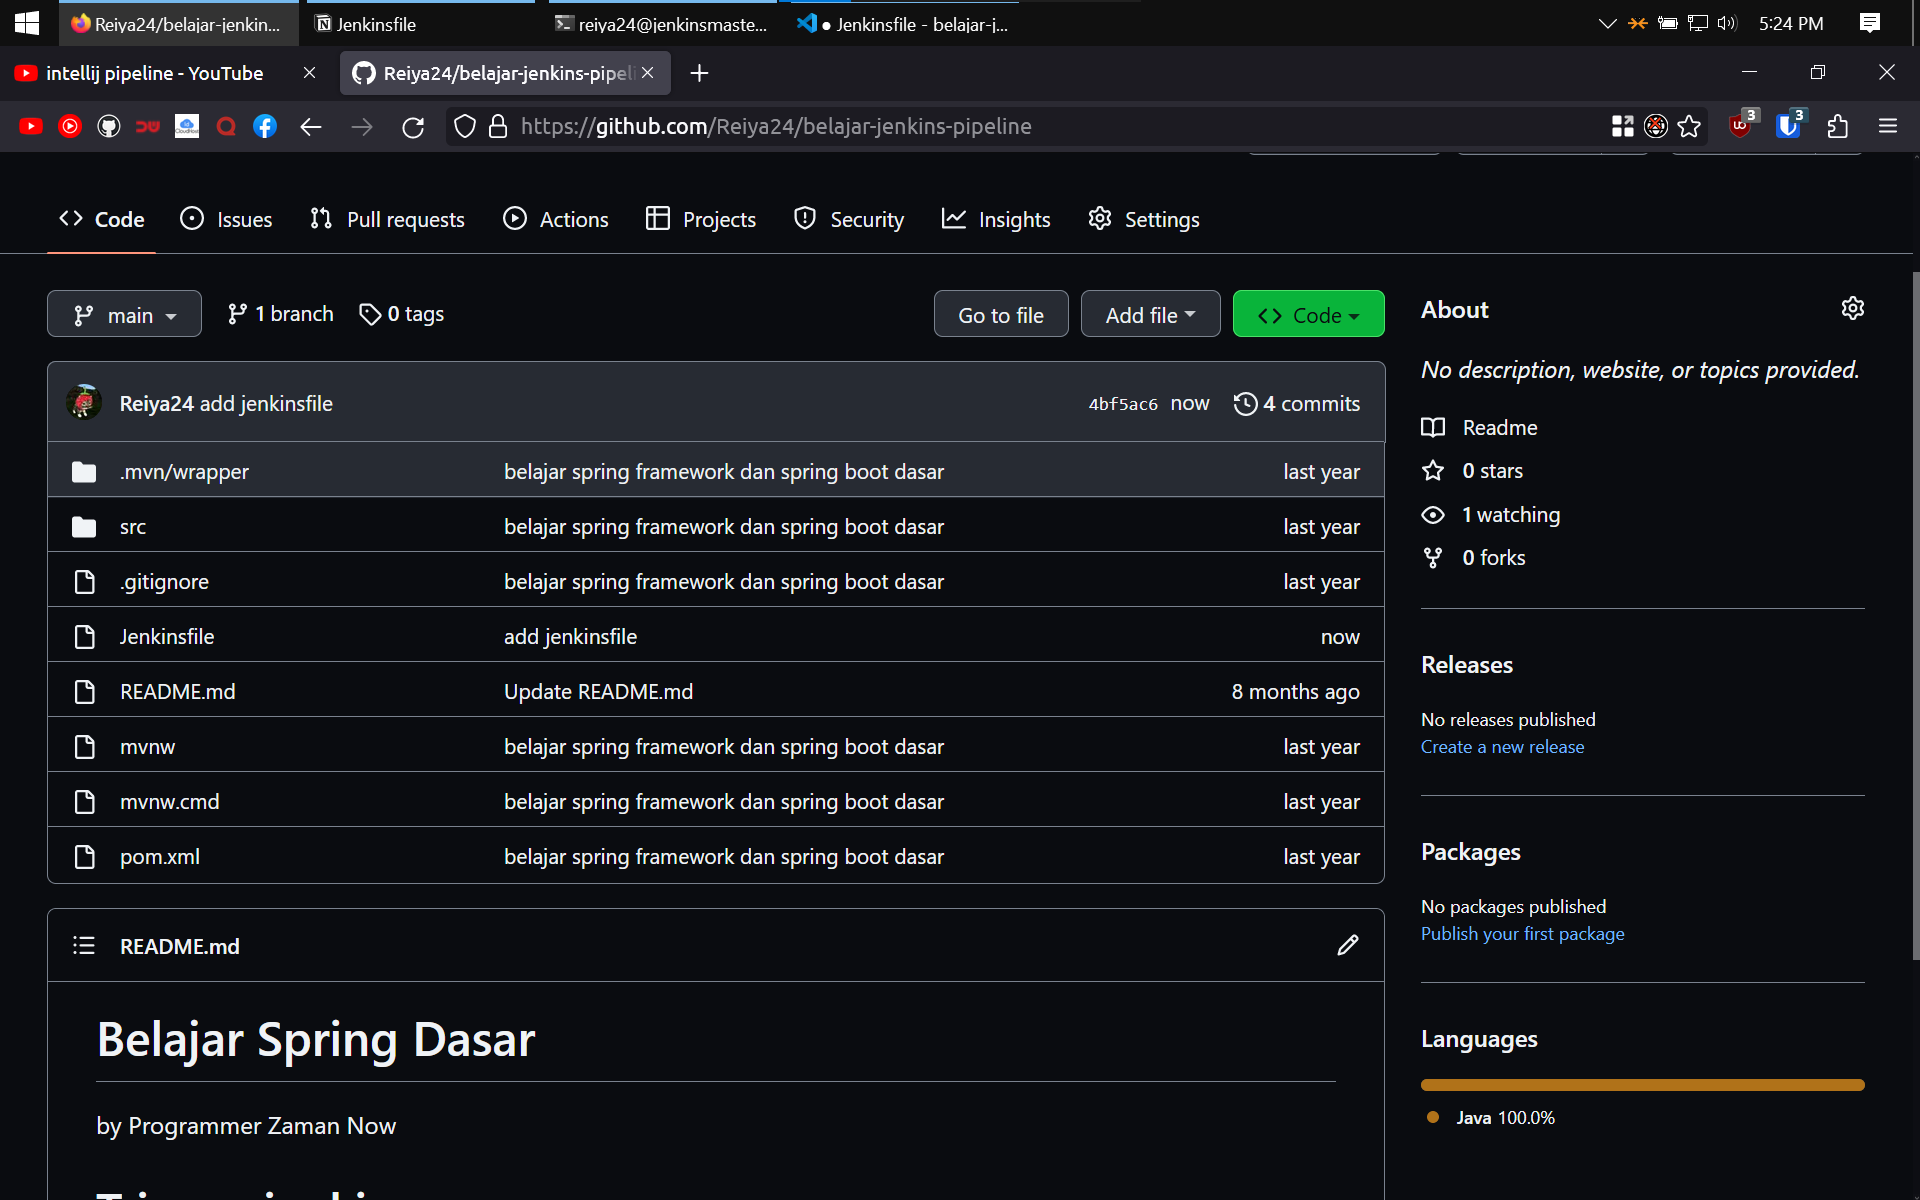 Reiya24/belajar-jenkin...
Jenkinsfile
reiya24@jenkinsmaste...
● Jenkinsfile - belajar-j...
5:24 PM
intellij pipeline - YouTube
Reiya24/belajar-jenkins-pipeli
https://github.com/Reiya24/belajar-jenkins-pipeline
3
3
Code
Issues
Pull requests
Actions
Projects
Security
Insights
Settings
main
1 branch
0 tags
Go to file
Add file
Code
Reiya24 add jenkinsfile
4bf5ac6 now
4 commits
.mvn/wrapper belajar spring framework dan spring boot dasar last year
src belajar spring framework dan spring boot dasar last year
.gitignore belajar spring framework dan spring boot dasar last year
Jenkinsfile add jenkinsfile now
README.md Update README.md 8 months ago
mvnw belajar spring framework dan spring boot dasar last year
mvnw.cmd belajar spring framework dan spring boot dasar last year
pom.xml belajar spring framework dan spring boot dasar last year
README.md
Belajar Spring Dasar
by Programmer Zaman Now
About
No description, website, or topics provided.
Readme
0 stars
1 watching
0 forks
Releases
No releases published
Create a new release
Packages
No packages published
Publish your first package
Languages
Java 100.0%